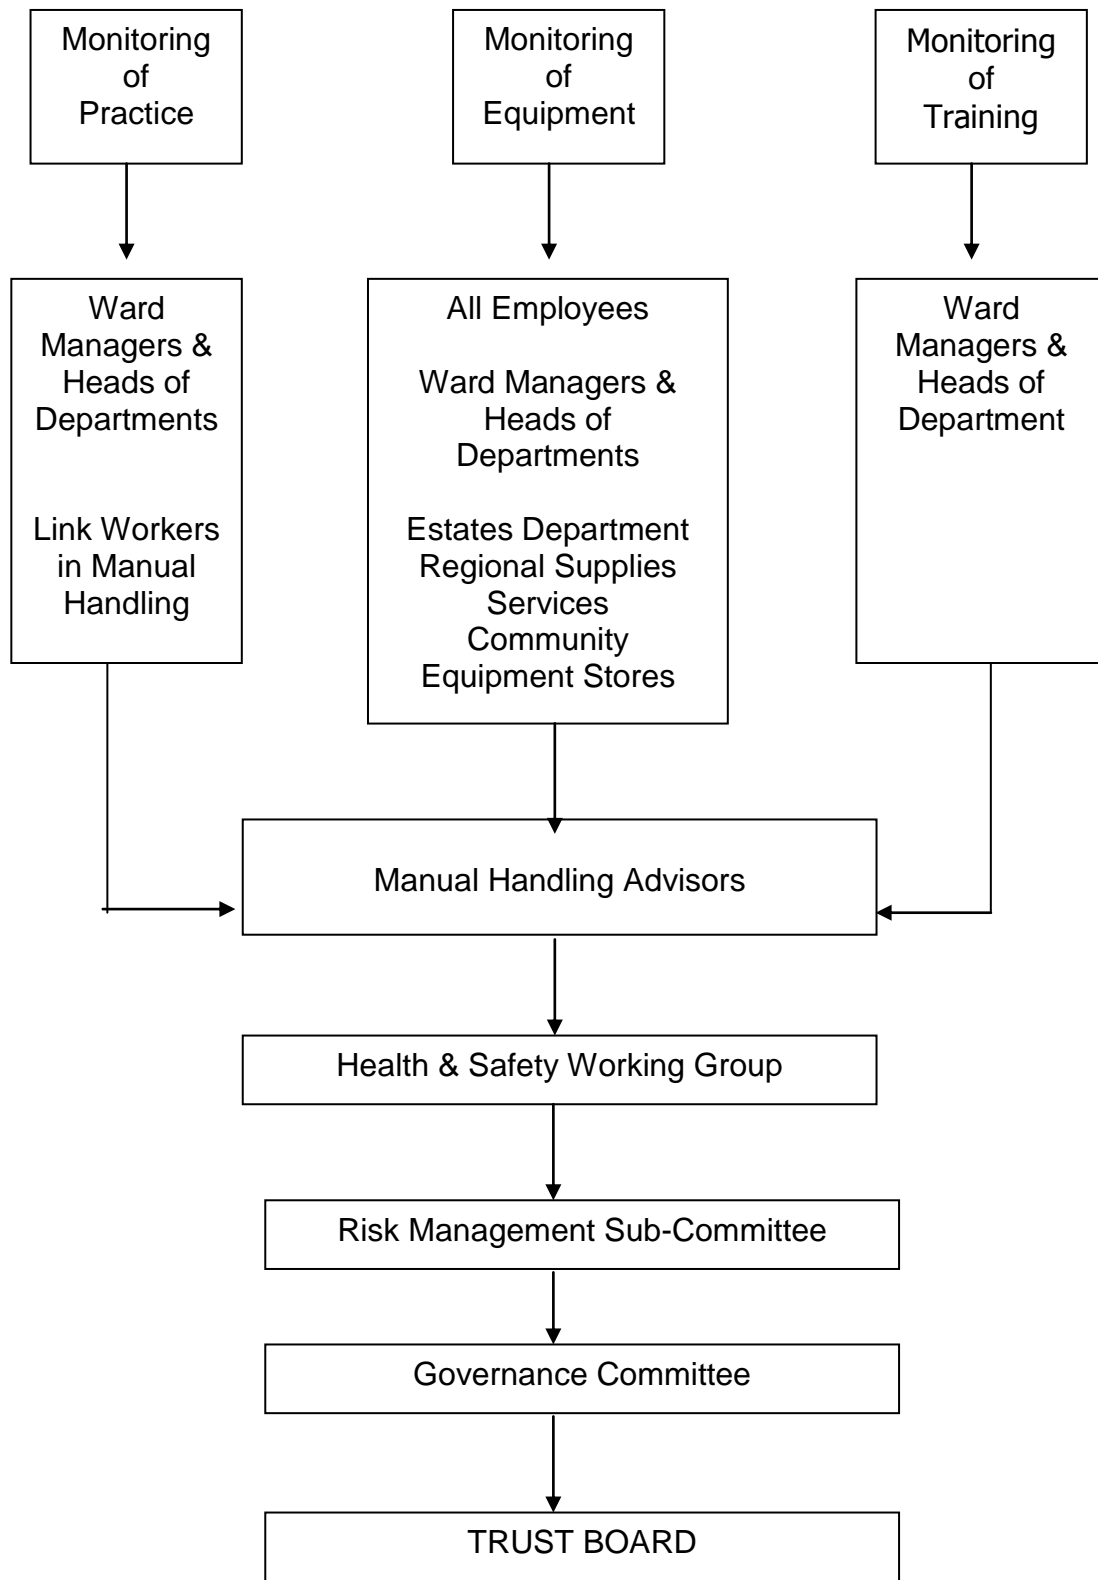 Monitoring
of
Practice
Monitoring
of
Equipment
Monitoring
of
Training
Ward
Managers &
Heads of
Departments
Link Workers
in Manual
Handling
All Employees
Ward Managers &
Heads of
Departments
Estates Department
Regional Supplies
Services
Community
Equipment Stores
Ward
Managers &
Heads of
Department
Manual Handling Advisors
Health & Safety Working Group
Risk Management Sub-Committee
Governance Committee
TRUST BOARD